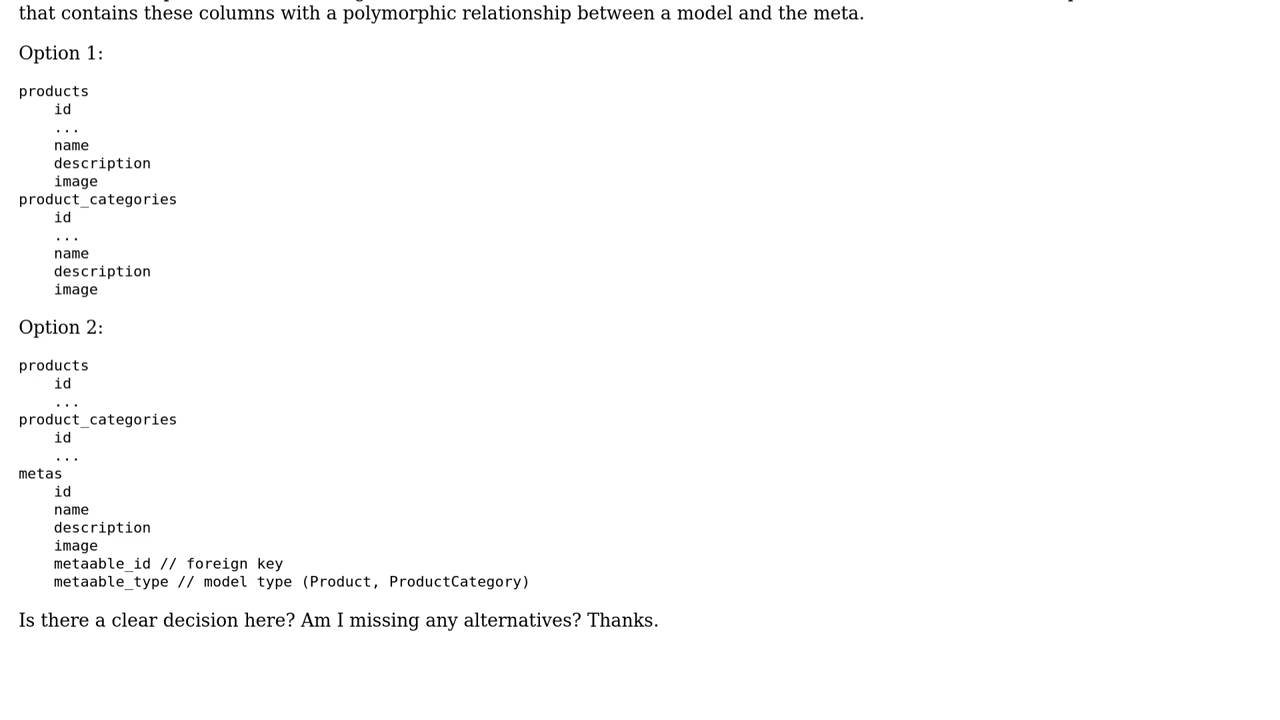 that contains these columns with a polymorphic relationship between a model and the meta.
Option 1:
products
    id
    ...
    name
    description
    image
product_categories
    id
    ...
    name
    description
    image
Option 2:
products
    id
    ...
product_categories
    id
    ...
metas
    id
    name
    description
    image
    metaable_id // foreign key
    metaable_type // model type (Product, ProductCategory)
Is there a clear decision here? Am I missing any alternatives? Thanks.